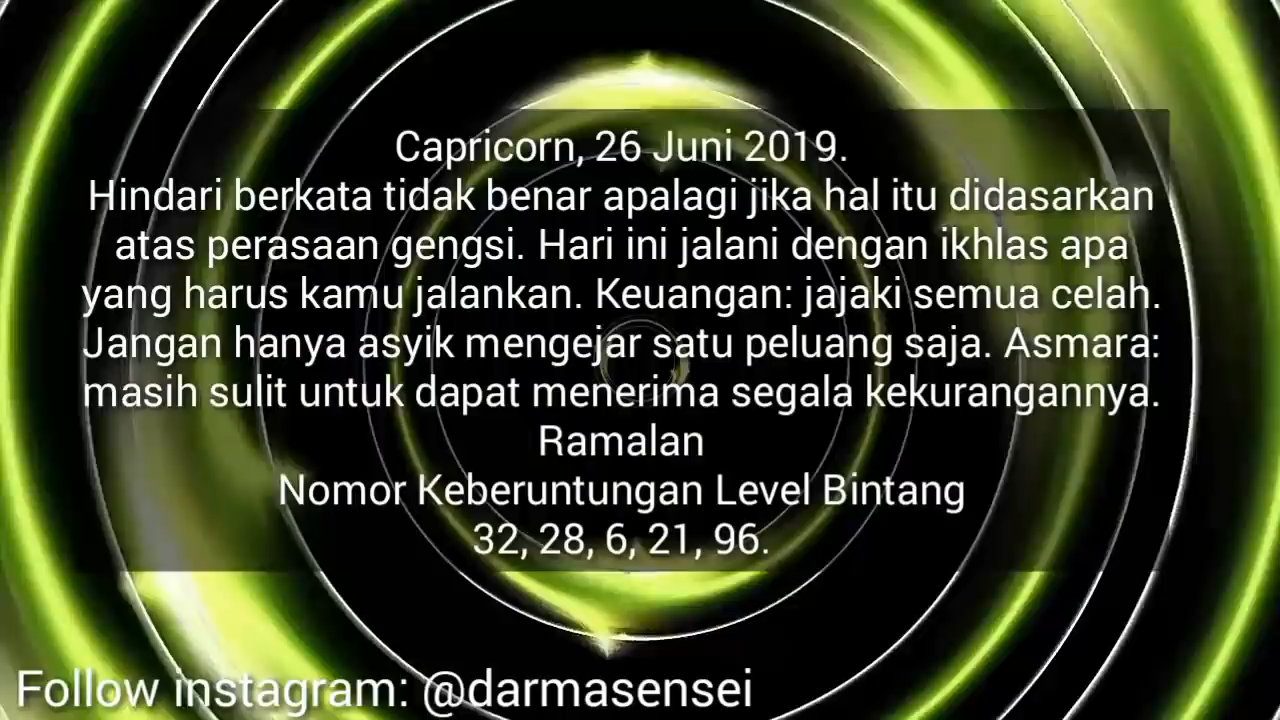 Capricorn, 26 Juni 2019.
Hindari berkata tidak benar apalagi jika hal itu didasarkan
atas perasaan gengsi. Hari ini jalani dengan ikhlas apa
yang harus kamu jalankan. Keuangan: jajaki semua celah.
Jangan hanya asyik mengejar satu peluang saja. Asmara:
masih sulit untuk dapat menerima segala kekurangannya.
Ramalan
Nomor Keberuntungan Level Bintang
32, 28, 6, 21, 96.
Follow instagram: @darmasensei